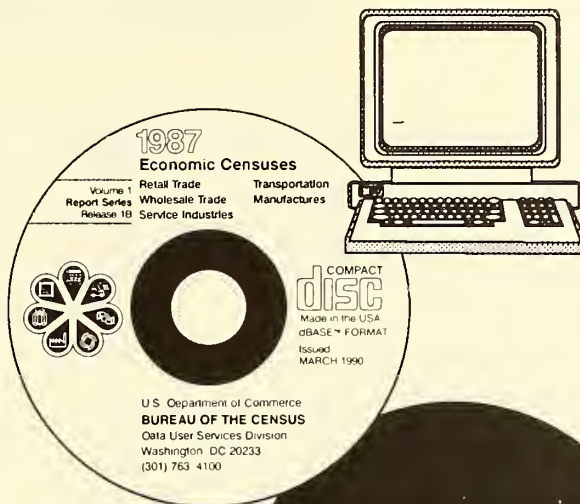 1987
Economic Censuses
Volume 1
Report Series
Release 1B
Retail Trade
Wholesale Trade
Service Industries
Transportation
Manufactures
COMPACT
disc
Made in the USA
dBASE™ FORMAT
Issued
MARCH 1990
U.S. Department of Commerce
BUREAU OF THE CENSUS
Data User Services Division
Washington DC 20233
(301) 763 4100